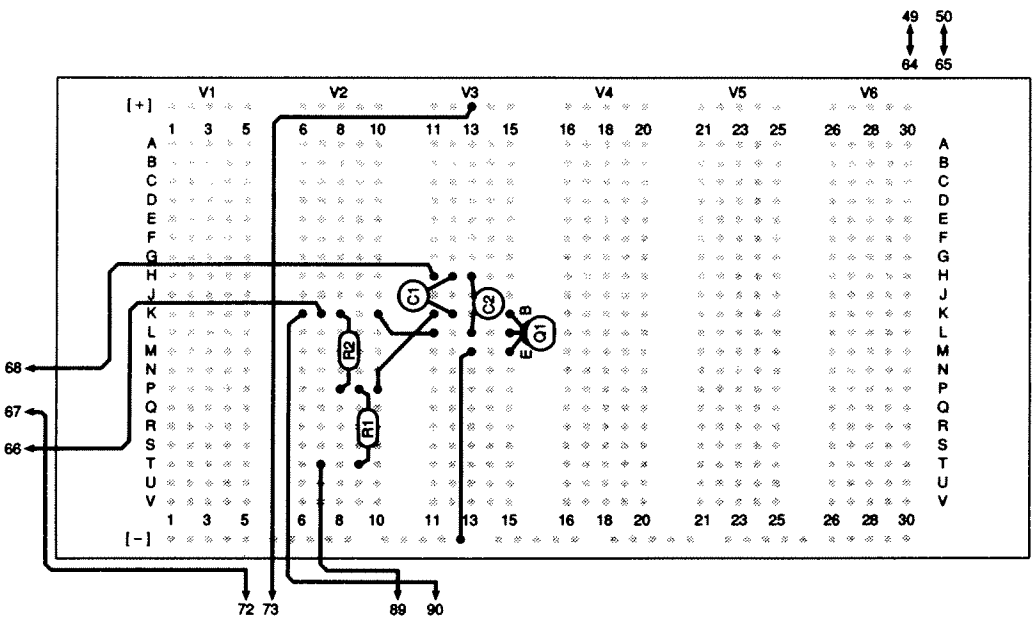 49 50
64 65
V1 V2 V3 V4 V5 V6
[+]
1 3 5 6 8 10 11 13 15 16 18 20 21 23 25 26 28 30
A A
B B
C C
D D
E E
F F
G G
H H
J C1 C2 J
K B K
L Q1 L
M R2 E M
N N
68
P P
67 Q Q
R R1 R
66 S S
T T
U U
V V
1 3 5 6 8 10 11 13 15 16 18 20 21 23 25 26 28 30
[-]
72 73 89 90